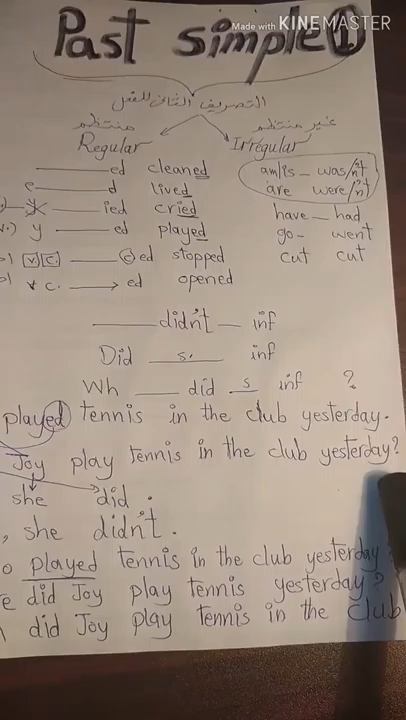 Made with KINEMASTER
Past simple 1
التصريف الثاني للفعل
منتظم غير منتظم
Regular Irregular
ed cleaned am/is - was/n't
e d lived are were/n't
ied cried have - had
y ed played go - went
v c c ed stopped cut cut
v c. ed opened
didn't inf
Did s. inf
Wh did s inf ?
played tennis in the club yesterday.
Joy play tennis in the club yesterday?
she did.
, she didn't.
played tennis in the club yesterday
did Joy play tennis yesterday?
did Joy play tennis in the club